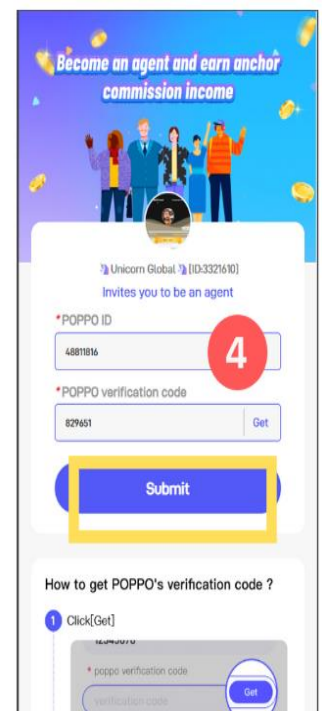 Become an agent and earn anchor
commission income
Unicorn Global [ID:3321610]
Invites you to be an agent
*POPPO ID
48811816
4
*POPPO verification code
829651
Get
Submit
How to get POPPO's verification code ?
1 Click[Get]
12345678
* poppo verification code
verification code
Get